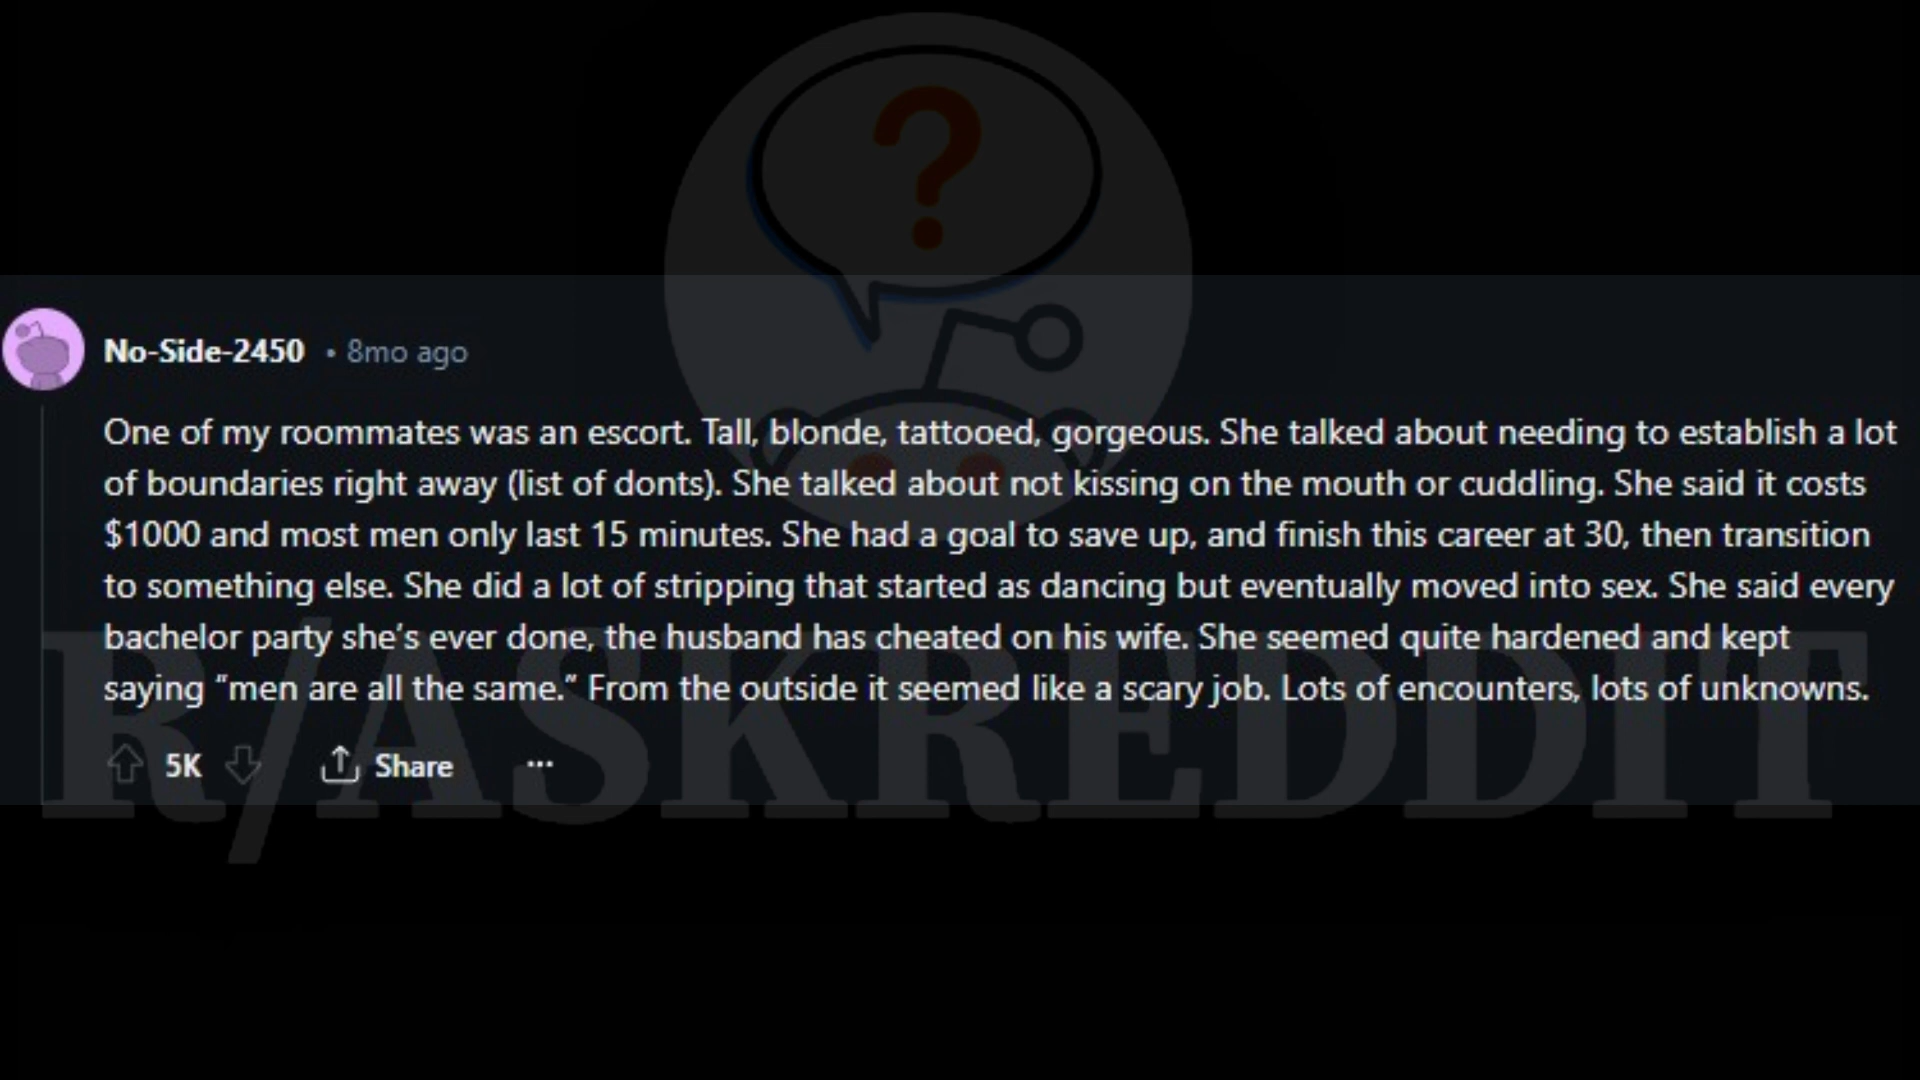 No-Side-2450 • 8mo ago
One of my roommates was an escort. Tall, blonde, tattooed, gorgeous. She talked about needing to establish a lot
of boundaries right away (list of donts). She talked about not kissing on the mouth or cuddling. She said it costs
$1000 and most men only last 15 minutes. She had a goal to save up, and finish this career at 30, then transition
to something else. She did a lot of stripping that started as dancing but eventually moved into sex. She said every
bachelor party she’s ever done, the husband has cheated on his wife. She seemed quite hardened and kept
saying “men are all the same.” From the outside it seemed like a scary job. Lots of encounters, lots of unknowns.
5K Share ···
R/ASKREDDIT
?